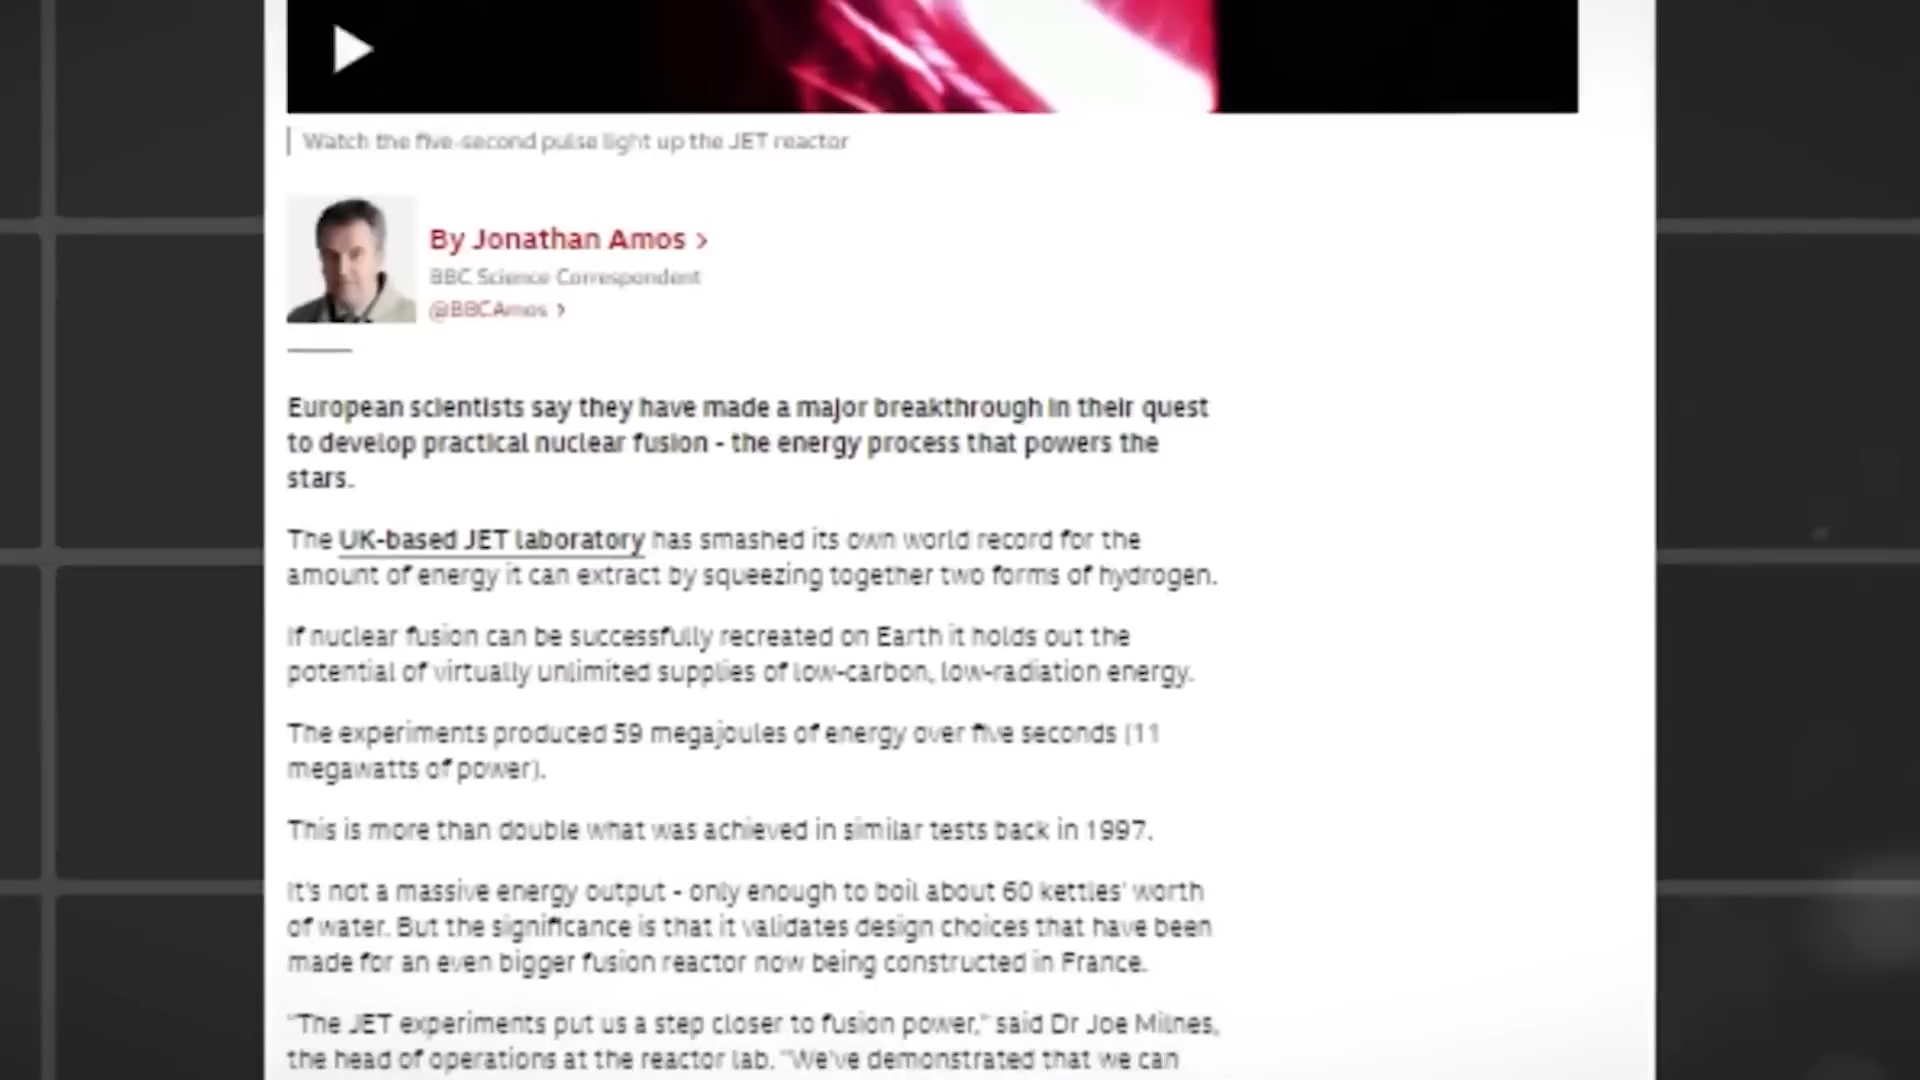 Watch the five-second pulse light up the JET reactor
By Jonathan Amos >
BBC Science Correspondent
@BBCAmos >
European scientists say they have made a major breakthrough in their quest
to develop practical nuclear fusion - the energy process that powers the
stars.
The UK-based JET laboratory has smashed its own world record for the
amount of energy it can extract by squeezing together two forms of hydrogen.
If nuclear fusion can be successfully recreated on Earth it holds out the
potential of virtually unlimited supplies of low-carbon, low-radiation energy.
The experiments produced 59 megajoules of energy over five seconds (11
megawatts of power).
This is more than double what was achieved in similar tests back in 1997.
It's not a massive energy output - only enough to boil about 60 kettles' worth
of water. But the significance is that it validates design choices that have been
made for an even bigger fusion reactor now being constructed in France.
"The JET experiments put us a step closer to fusion power," said Dr Joe Milnes,
the head of operations at the reactor lab. "We've demonstrated that we can